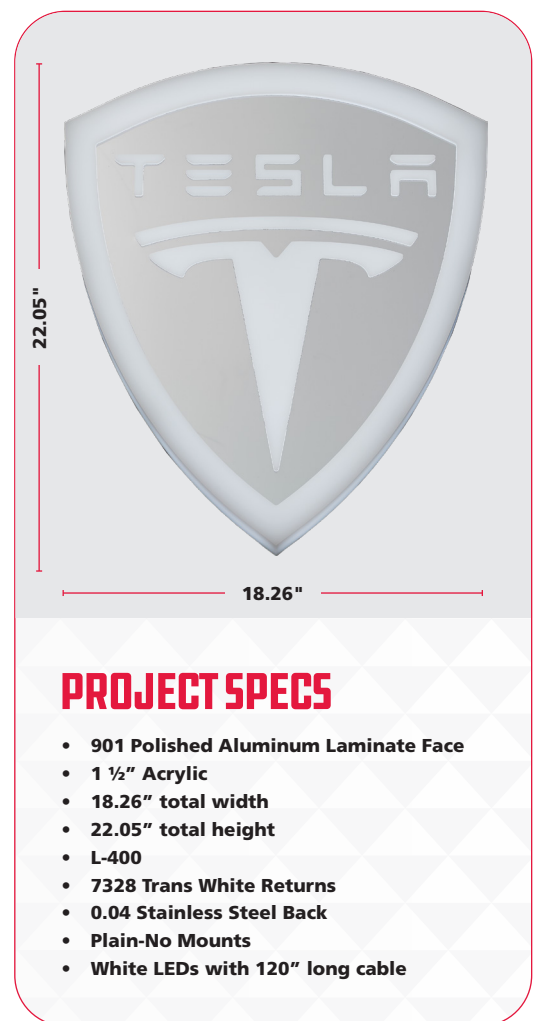 TESLA
22.05"
18.26"
PROJECT SPECS
• 901 Polished Aluminum Laminate Face
• 1 ½” Acrylic
• 18.26” total width
• 22.05” total height
• L-400
• 7328 Trans White Returns
• 0.04 Stainless Steel Back
• Plain-No Mounts
• White LEDs with 120” long cable